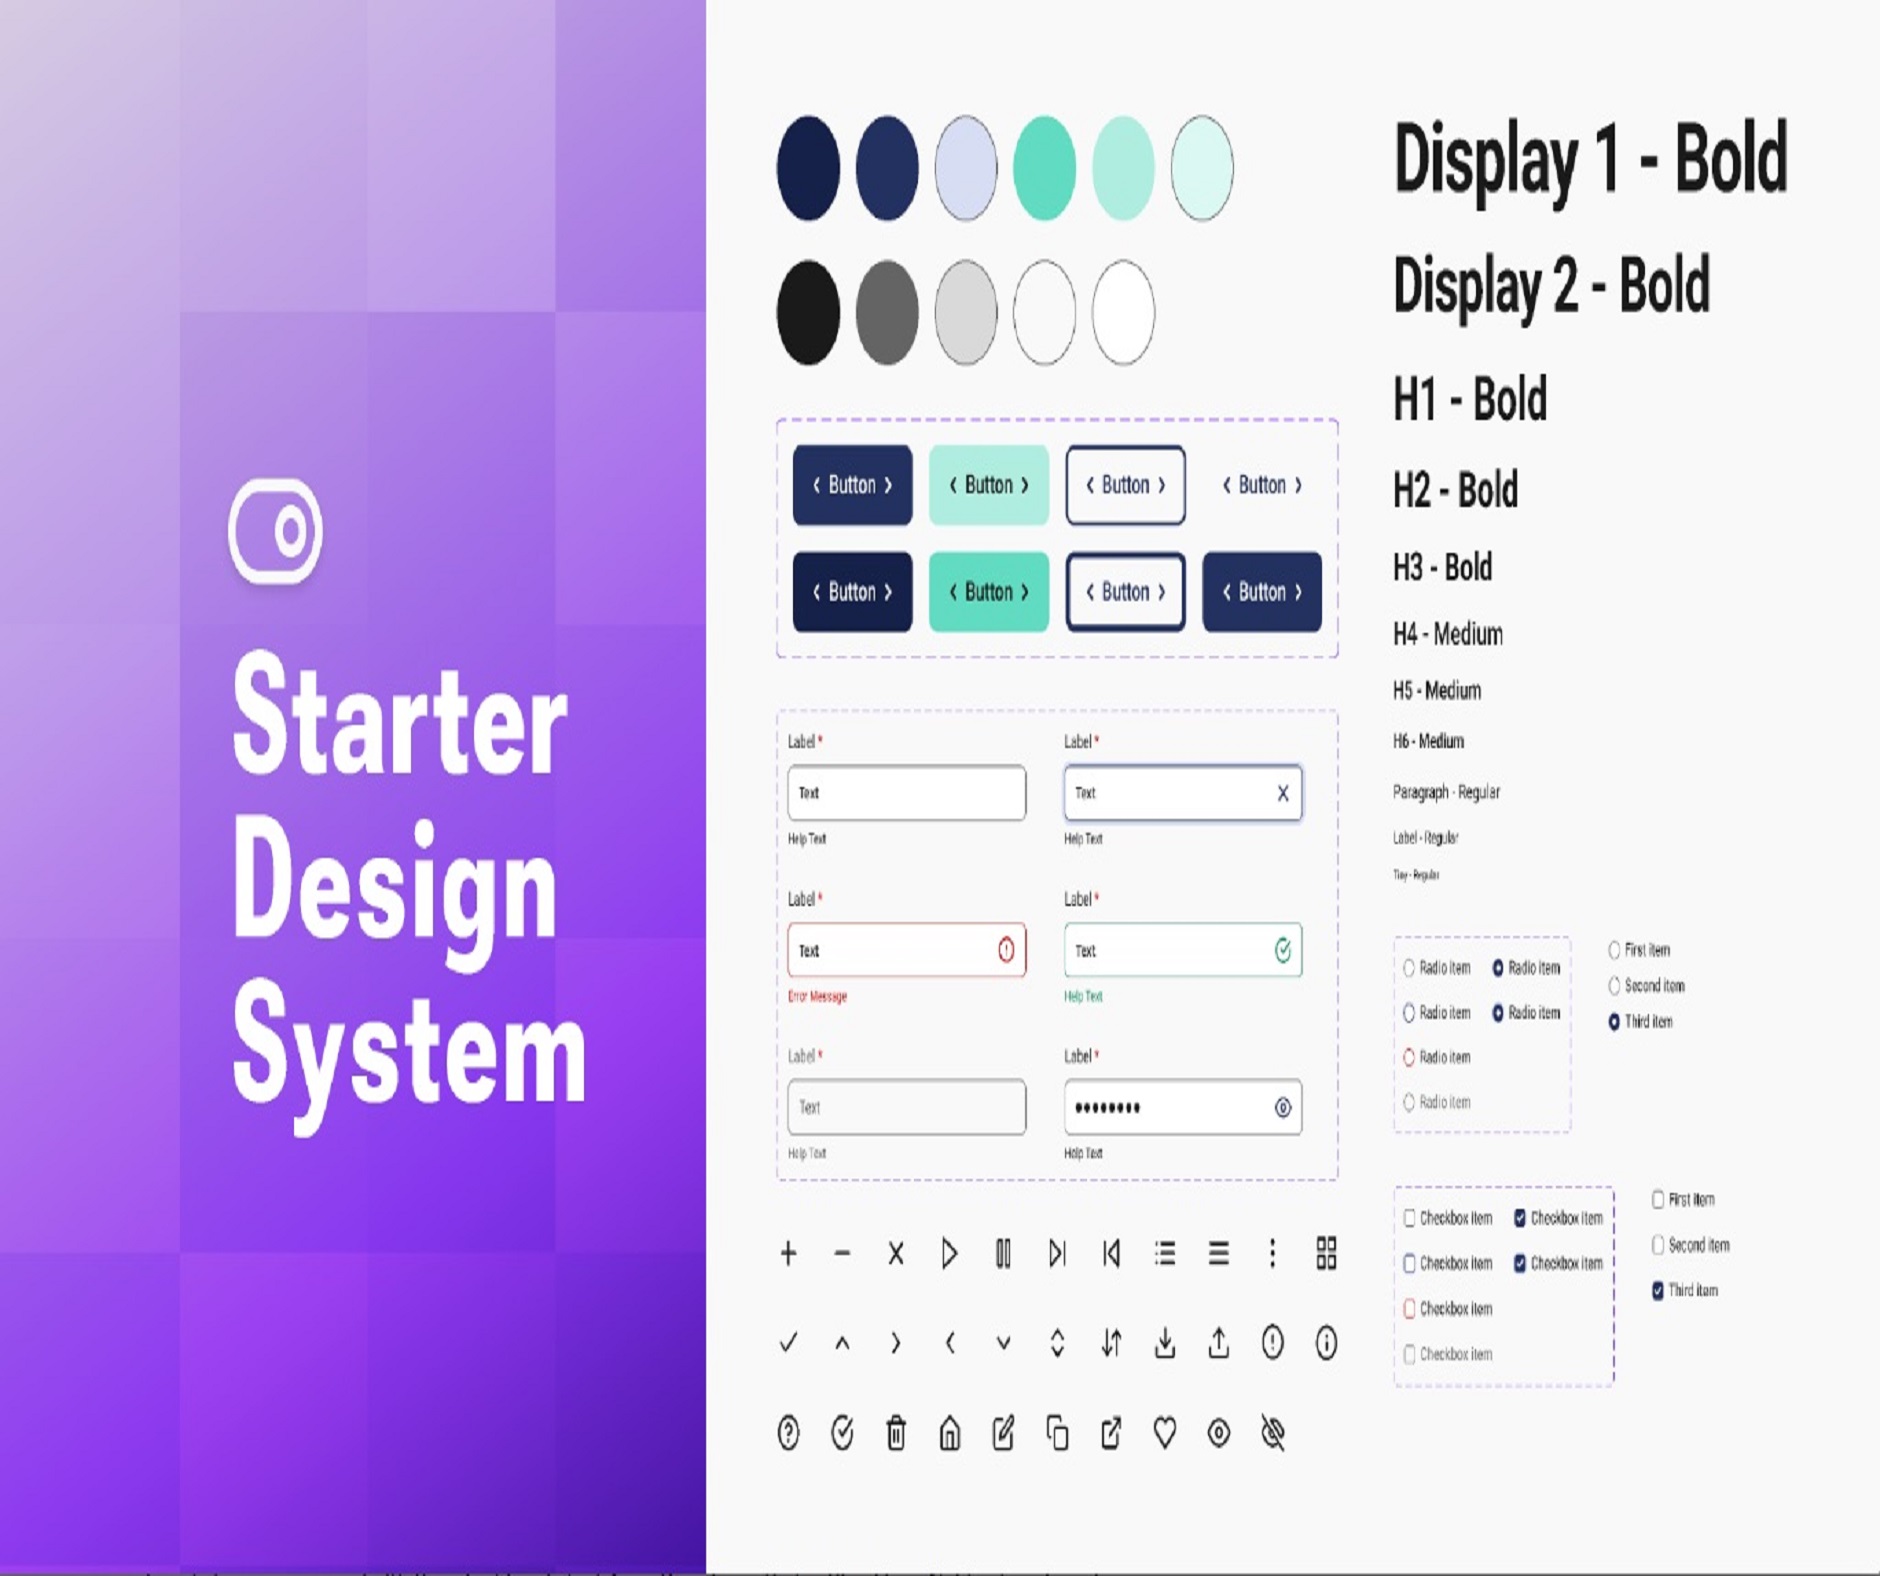 Starter
Design
System
Button Button Button Button
Button Button Button Button
Label * Label *
Text Text
Help Text Help Text
Label * Label *
Text Text
Error Message Help Text
Label * Label *
Text
Help Text Help Text
Display 1 - Bold
Display 2 - Bold
H1 - Bold
H2 - Bold
H3 - Bold
H4 - Medium
H5 - Medium
H6 - Medium
Paragraph - Regular
Label - Regular
Tiny - Regular
Radio item Radio item
Radio item Radio item
Radio item
Radio item
First item
Second item
Third item
Checkbox item Checkbox item
Checkbox item Checkbox item
Checkbox item
Checkbox item
First item
Second item
Third item